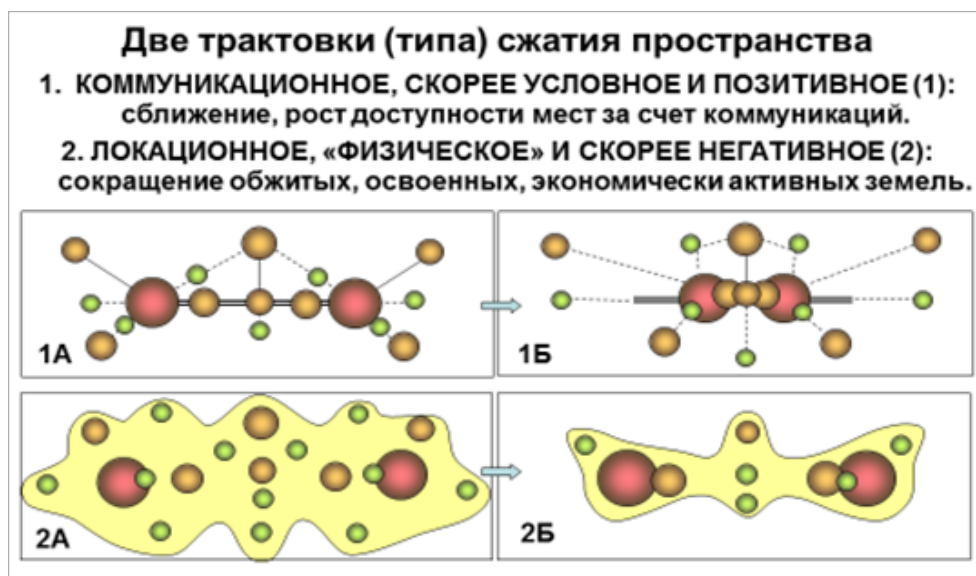 Две трактовки (типа) сжатия пространства
1. КОММУНИКАЦИОННОЕ, СКОРЕЕ УСЛОВНОЕ И ПОЗИТИВНОЕ (1):
сближение, рост доступности мест за счет коммуникаций.
2. ЛОКАЦИОННОЕ, «ФИЗИЧЕСКОЕ» И СКОРЕЕ НЕГАТИВНОЕ (2):
сокращение обжитых, освоенных, экономически активных земель.
1А
1Б
2А
2Б